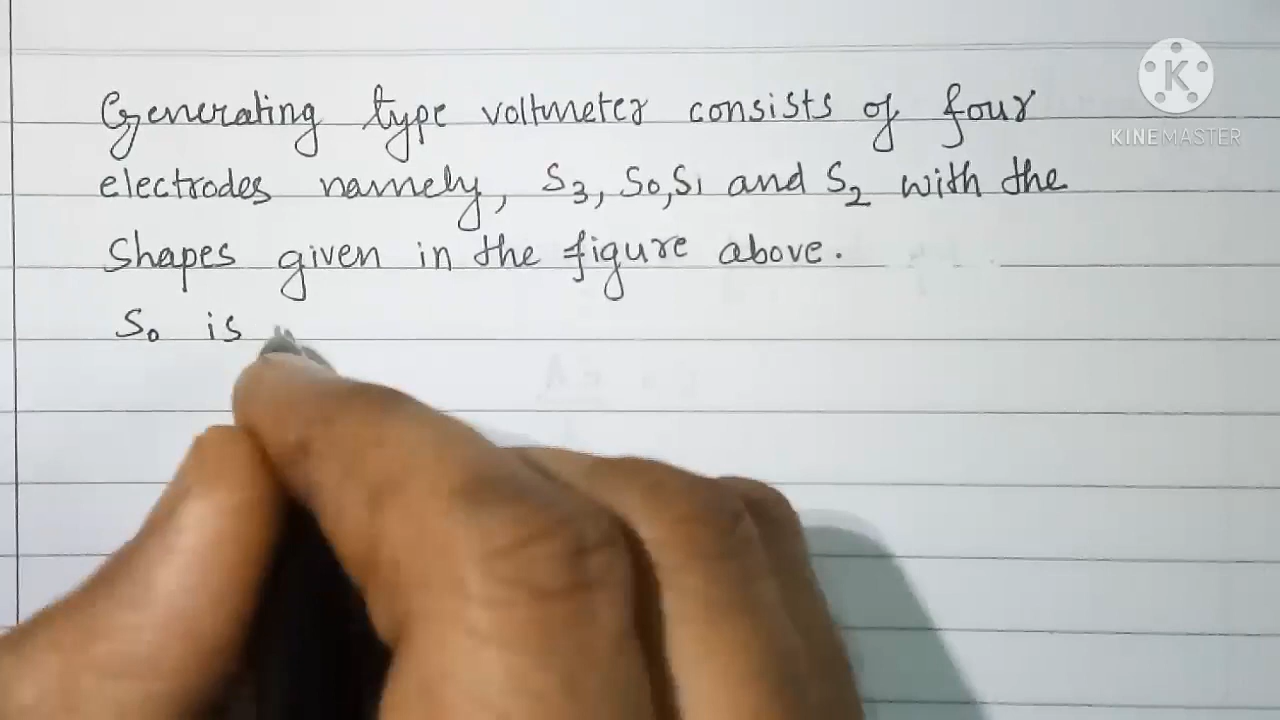 Generating type voltmeter consists of four
electrodes namely, S3, S0, S1 and S2 with the
Shapes given in the figure above.
S0 is
K
KINEMASTER